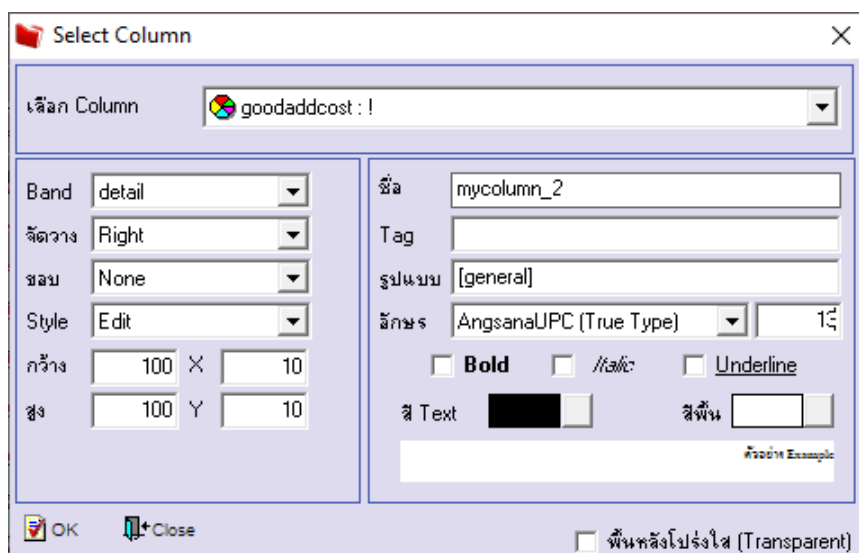 Select Column
เลือก Column goodaddcost : !
Band detail
จัดวาง Right
ขอบ None
Style Edit
กว้าง 100 X 10
สูง 100 Y 10
ชื่อ mycolumn_2
Tag
รูปแบบ [general]
อักษร AngsanaUPC (True Type)
Bold Italic Underline
สี Text สีพื้น
ตัวอย่าง Example
OK Close
พื้นหลังโปร่งใส (Transparent)